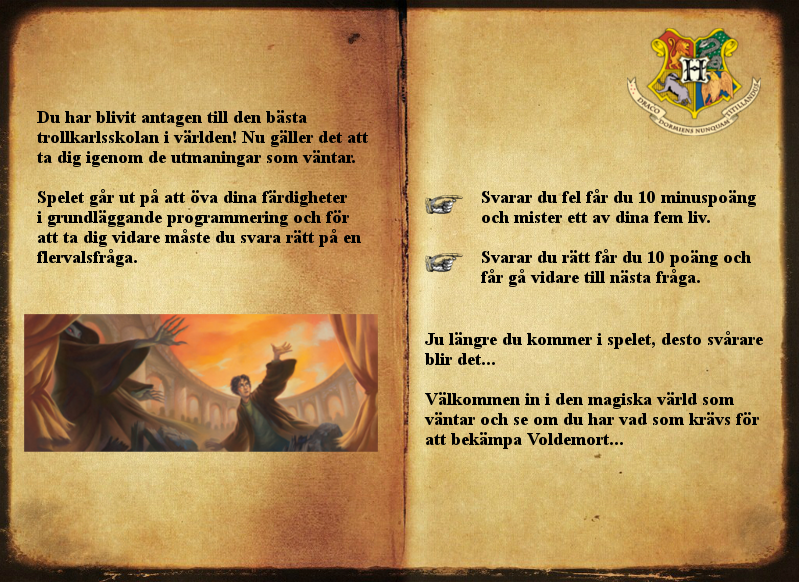 Du har blivit antagen till den bästa
trollkarlsskolan i världen! Nu gäller det att
ta dig igenom de utmaningar som väntar.
Spelet går ut på att öva dina färdigheter
i grundläggande programmering och för
att ta dig vidare måste du svara rätt på en
flervalsfråga.
H
DRACO DORMIENS NUNQUAM TITILLANDUS
Svarar du fel får du 10 minuspoäng
och mister ett av dina fem liv.
Svarar du rätt får du 10 poäng och
får gå vidare till nästa fråga.
Ju längre du kommer i spelet, desto svårare
blir det...
Välkommen in i den magiska värld som
väntar och se om du har vad som krävs för
att bekämpa Voldemort...